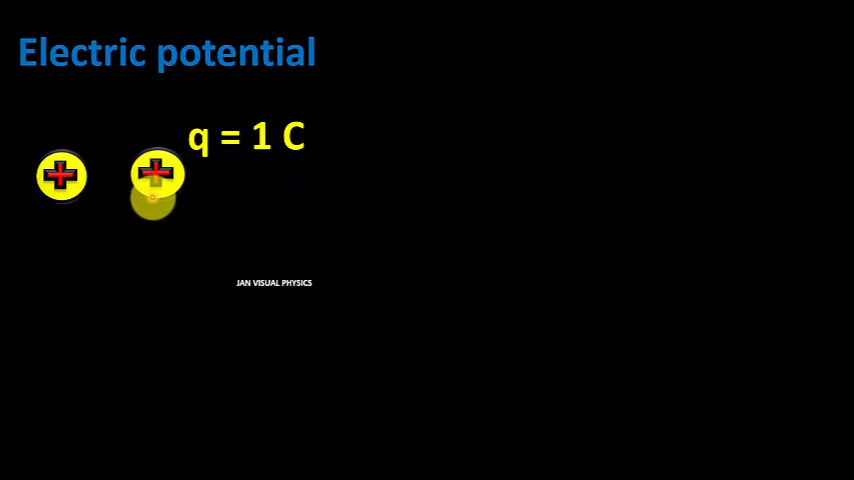 Electric potential
q = 1 C
JAN VISUAL PHYSICS